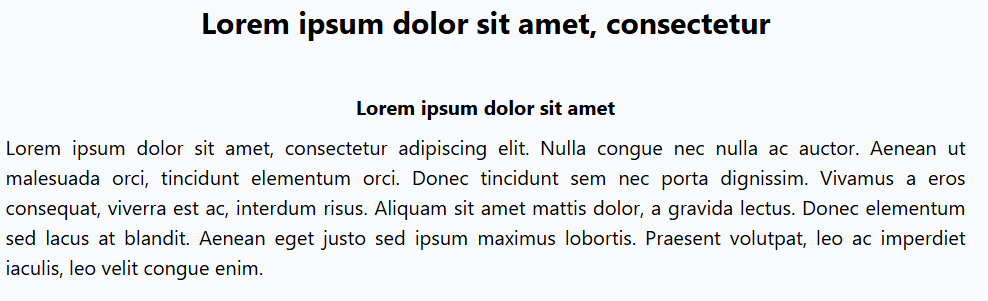 Lorem ipsum dolor sit amet, consectetur
Lorem ipsum dolor sit amet
Lorem ipsum dolor sit amet, consectetur adipiscing elit. Nulla congue nec nulla ac auctor. Aenean ut
malesuada orci, tincidunt elementum orci. Donec tincidunt sem nec porta dignissim. Vivamus a eros
consequat, viverra est ac, interdum risus. Aliquam sit amet mattis dolor, a gravida lectus. Donec elementum
sed lacus at blandit. Aenean eget justo sed ipsum maximus lobortis. Praesent volutpat, leo ac imperdiet
iaculis, leo velit congue enim.